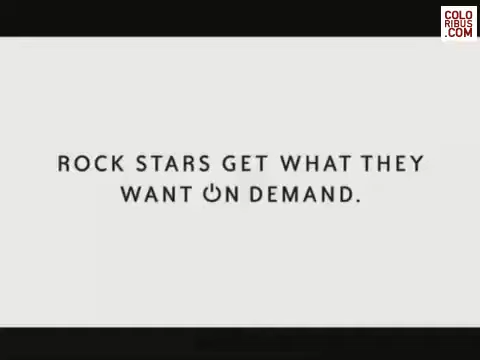 COLO
RIBUS
.COM
ROCK STARS GET WHAT THEY
WANT ON DEMAND.